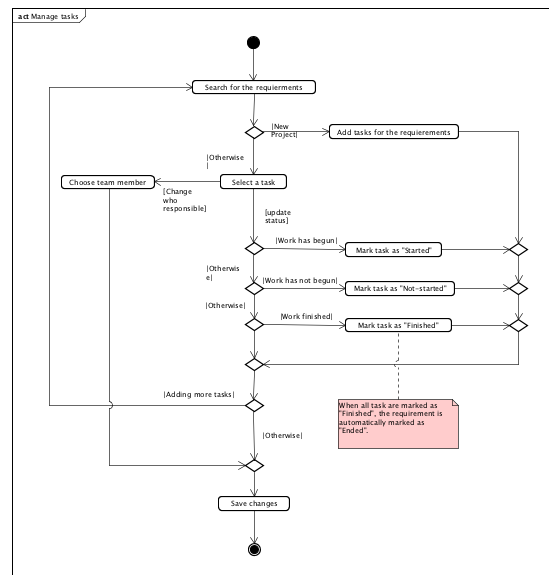 act Manage tasks
Search for the requierments
[New
Project]
Add tasks for the requierements
[Otherwise
]
Choose team member
Select a task
[Change
who
responsible]
[update
status]
[Work has begun]
Mark task as "Started"
[Otherwis
e]
[Work has not begun]
Mark task as "Not-started"
[Otherwise]
[Work finished]
Mark task as "Finished"
[Adding more tasks]
When all task are marked as
"Finished", the requirement is
automatically marked as
"Ended".
[Otherwise]
Save changes